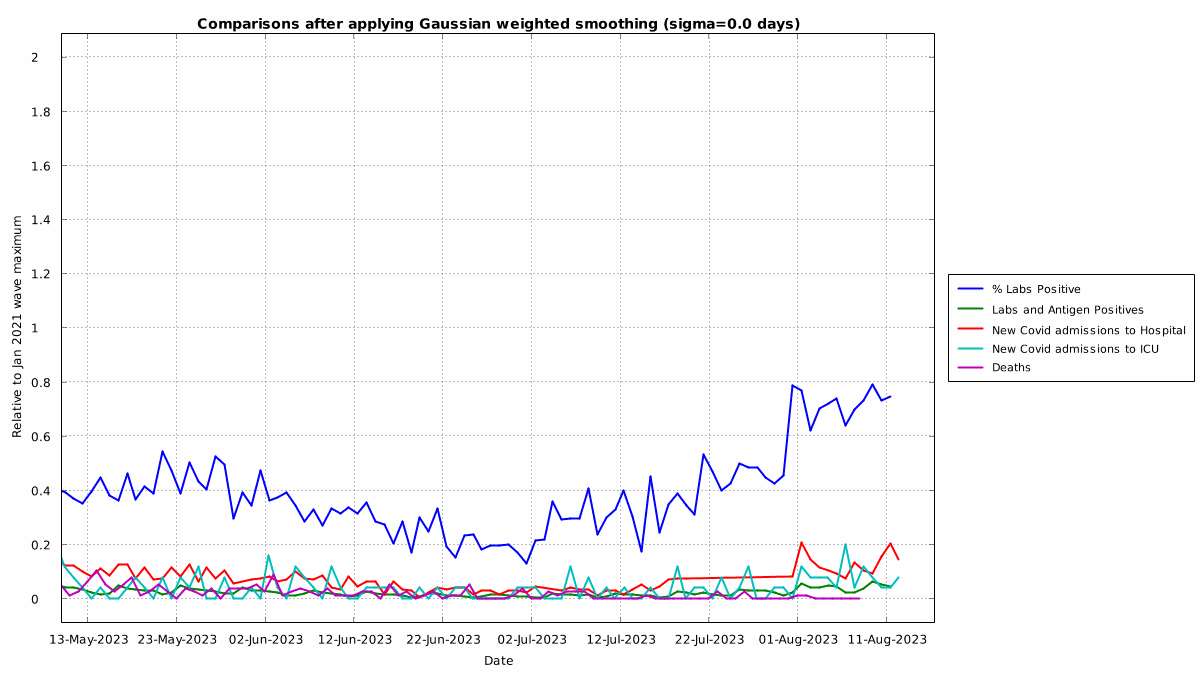 Comparisons after applying Gaussian weighted smoothing (sigma=0.0 days)
Relative to Jan 2021 wave maximum
2
1.8
1.6
1.4
1.2
1
0.8
0.6
0.4
0.2
0
13-May-2023 23-May-2023 02-Jun-2023 12-Jun-2023 22-Jun-2023 02-Jul-2023 12-Jul-2023 22-Jul-2023 01-Aug-2023 11-Aug-2023
Date
% Labs Positive
Labs and Antigen Positives
New Covid admissions to Hospital
New Covid admissions to ICU
Deaths